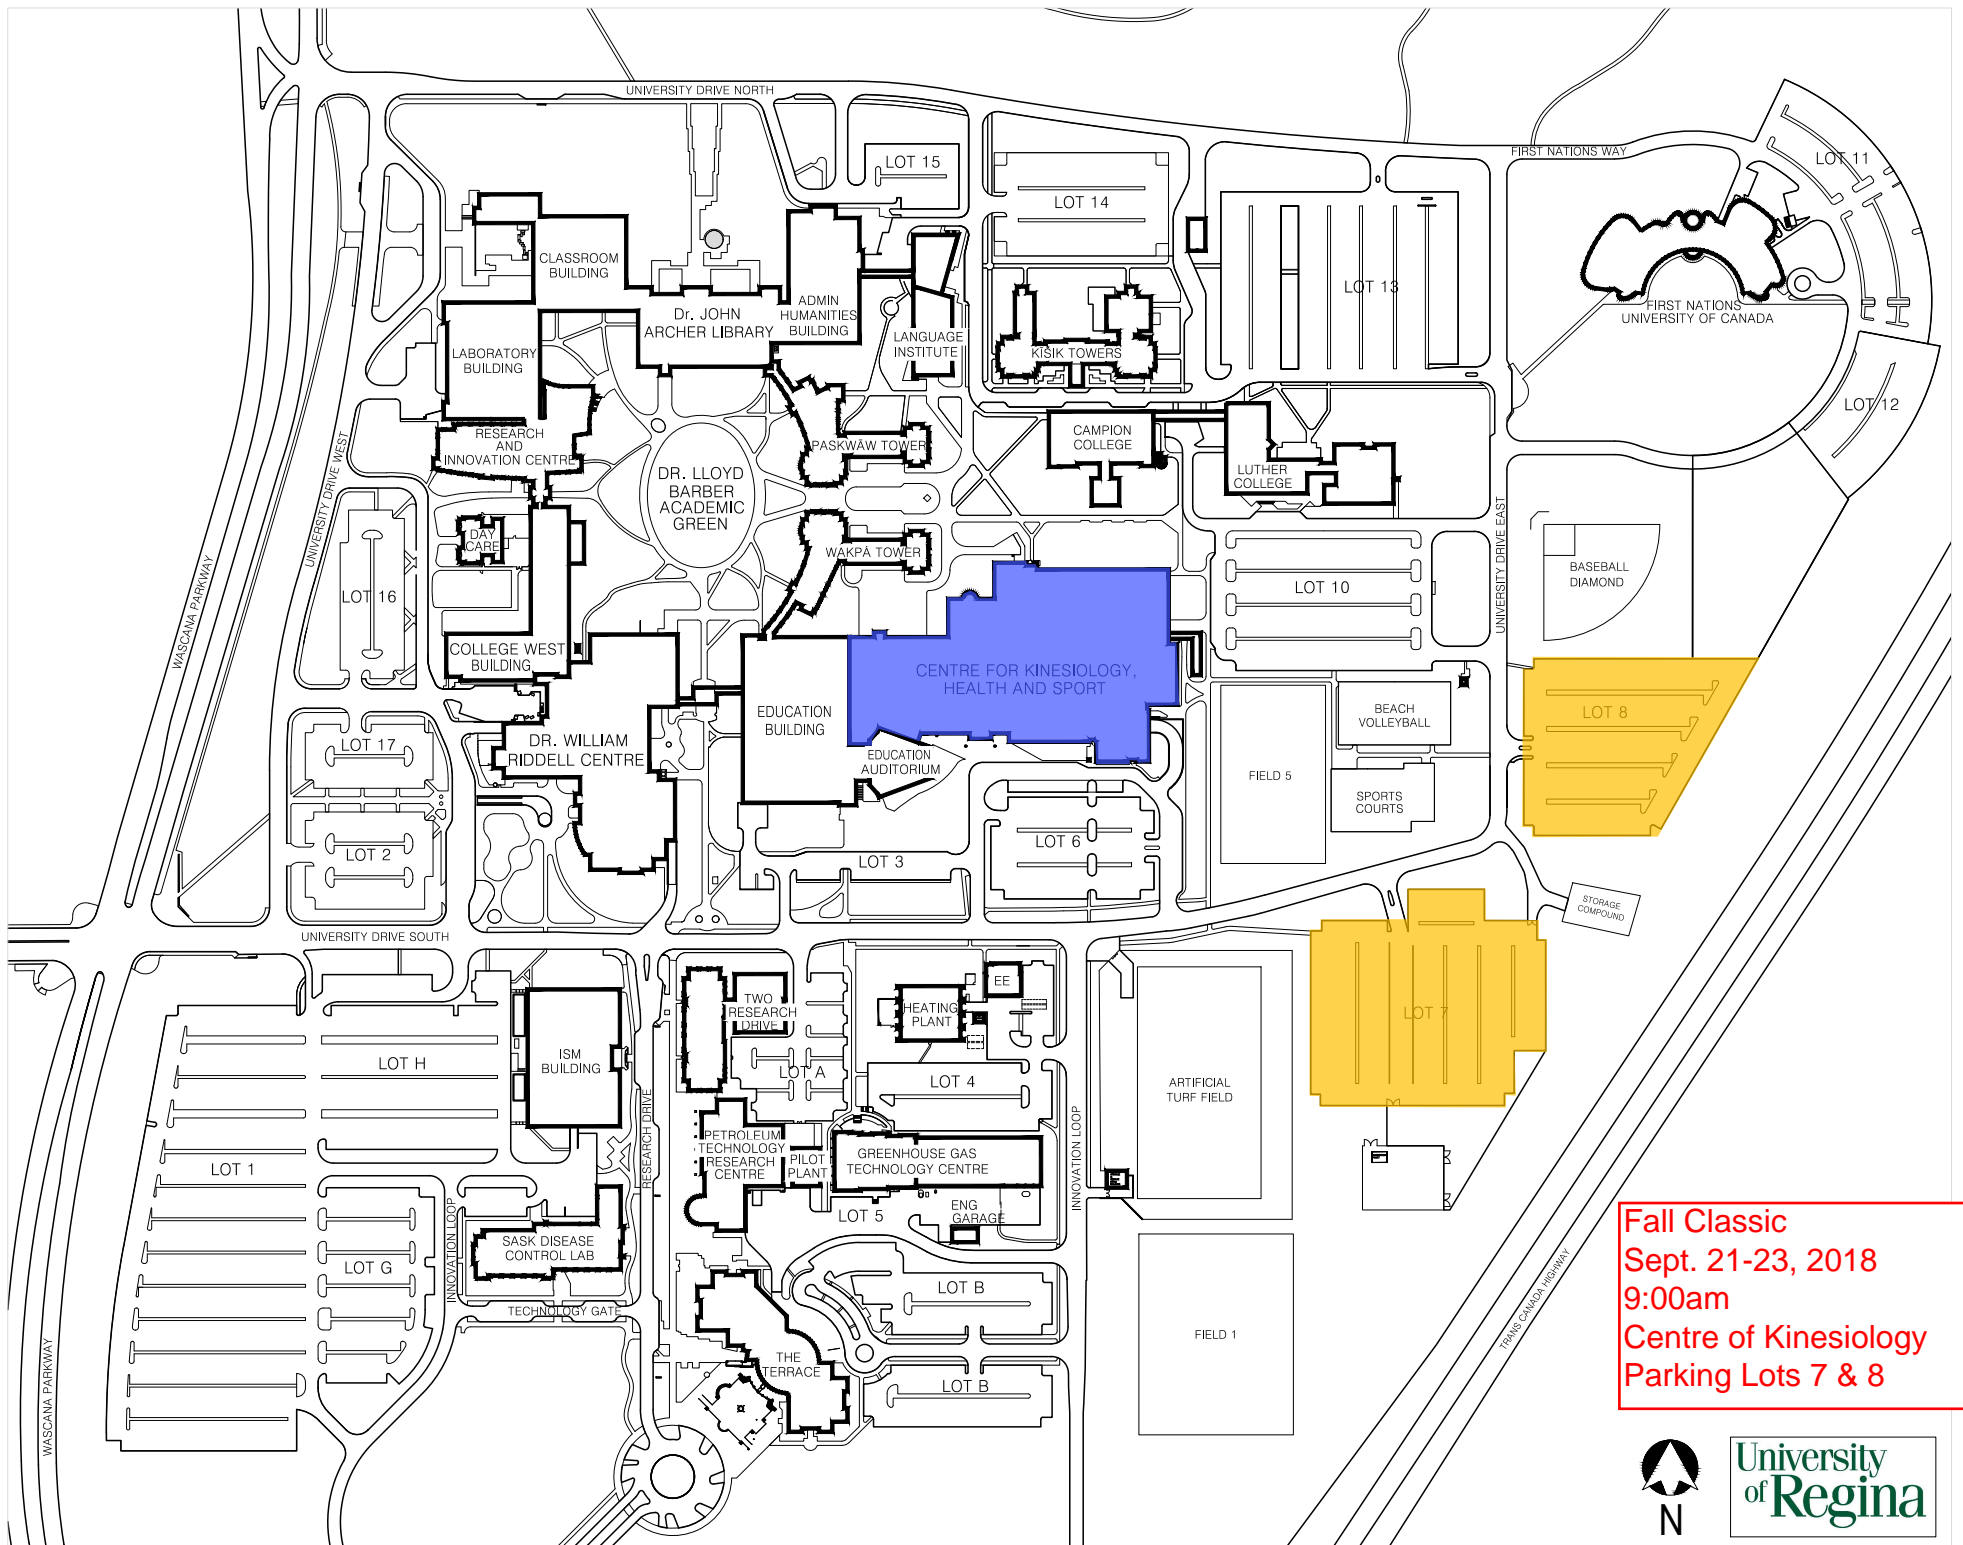 UNIVERSITY DRIVE NORTH
FIRST NATIONS WAY
LOT 11
LOT 15
LOT 14
CLASSROOM
BUILDING
LOT 13
ADMIN
HUMANITIES
BUILDING
Dr. JOHN
ARCHER LIBRARY
FIRST NATIONS
UNIVERSITY OF CANADA
LANGUAGE
INSTITUTE
KĪSIK TOWERS
LABORATORY
BUILDING
LOT 12
RESEARCH
AND
INNOVATION CENTRE
PASKWĀW TOWER
CAMPION
COLLEGE
LUTHER
COLLEGE
DR. LLOYD
BARBER
ACADEMIC
GREEN
UNIVERSITY DRIVE WEST
UNIVERSITY DRIVE EAST
DAY
CARE
WAKPĀ TOWER
BASEBALL
DIAMOND
LOT 10
LOT 16
WASCANA PARKWAY
COLLEGE WEST
BUILDING
CENTRE FOR KINESIOLOGY,
HEALTH AND SPORT
EDUCATION
BUILDING
BEACH
VOLLEYBALL
LOT 8
LOT 17
DR. WILLIAM
RIDDELL CENTRE
EDUCATION
AUDITORIUM
FIELD 5
SPORTS
COURTS
LOT 2
LOT 3
LOT 6
STORAGE
COMPOUND
UNIVERSITY DRIVE SOUTH
TWO
RESEARCH
DRIVE
EE
HEATING
PLANT
LOT 7
ISM
BUILDING
LOT H
LOT A
LOT 4
ARTIFICIAL
TURF FIELD
RESEARCH DRIVE
INNOVATION LOOP
PETROLEUM
TECHNOLOGY
RESEARCH
CENTRE
PILOT
PLANT
GREENHOUSE GAS
TECHNOLOGY CENTRE
LOT 1
LOT 5
ENG
GARAGE
INNOVATION LOOP
SASK DISEASE
CONTROL LAB
LOT G
TECHNOLOGY GATE
LOT B
FIELD 1
TRANS CANADA HIGHWAY
THE
TERRACE
LOT B
WASCANA PARKWAY
Fall Classic
Sept. 21-23, 2018
9:00am
Centre of Kinesiology
Parking Lots 7 & 8
N
University
of Regina